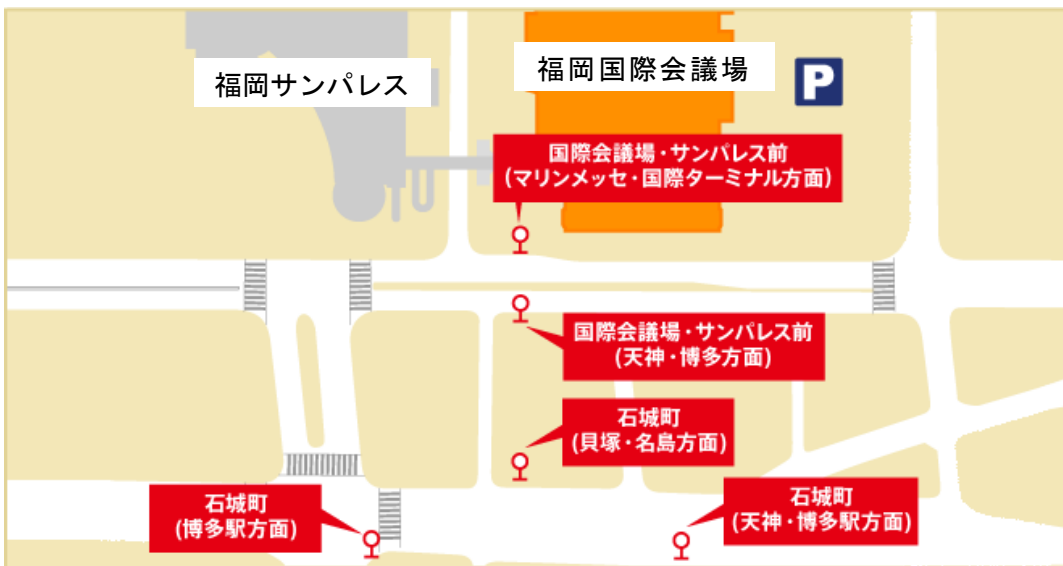 福岡サンパレス
福岡国際会議場
P
国際会議場・サンパレス前
(マリンメッセ・国際ターミナル方面)
国際会議場・サンパレス前
(天神・博多方面)
石城町
(貝塚・名島方面)
石城町
(博多駅方面)
石城町
(天神・博多駅方面)